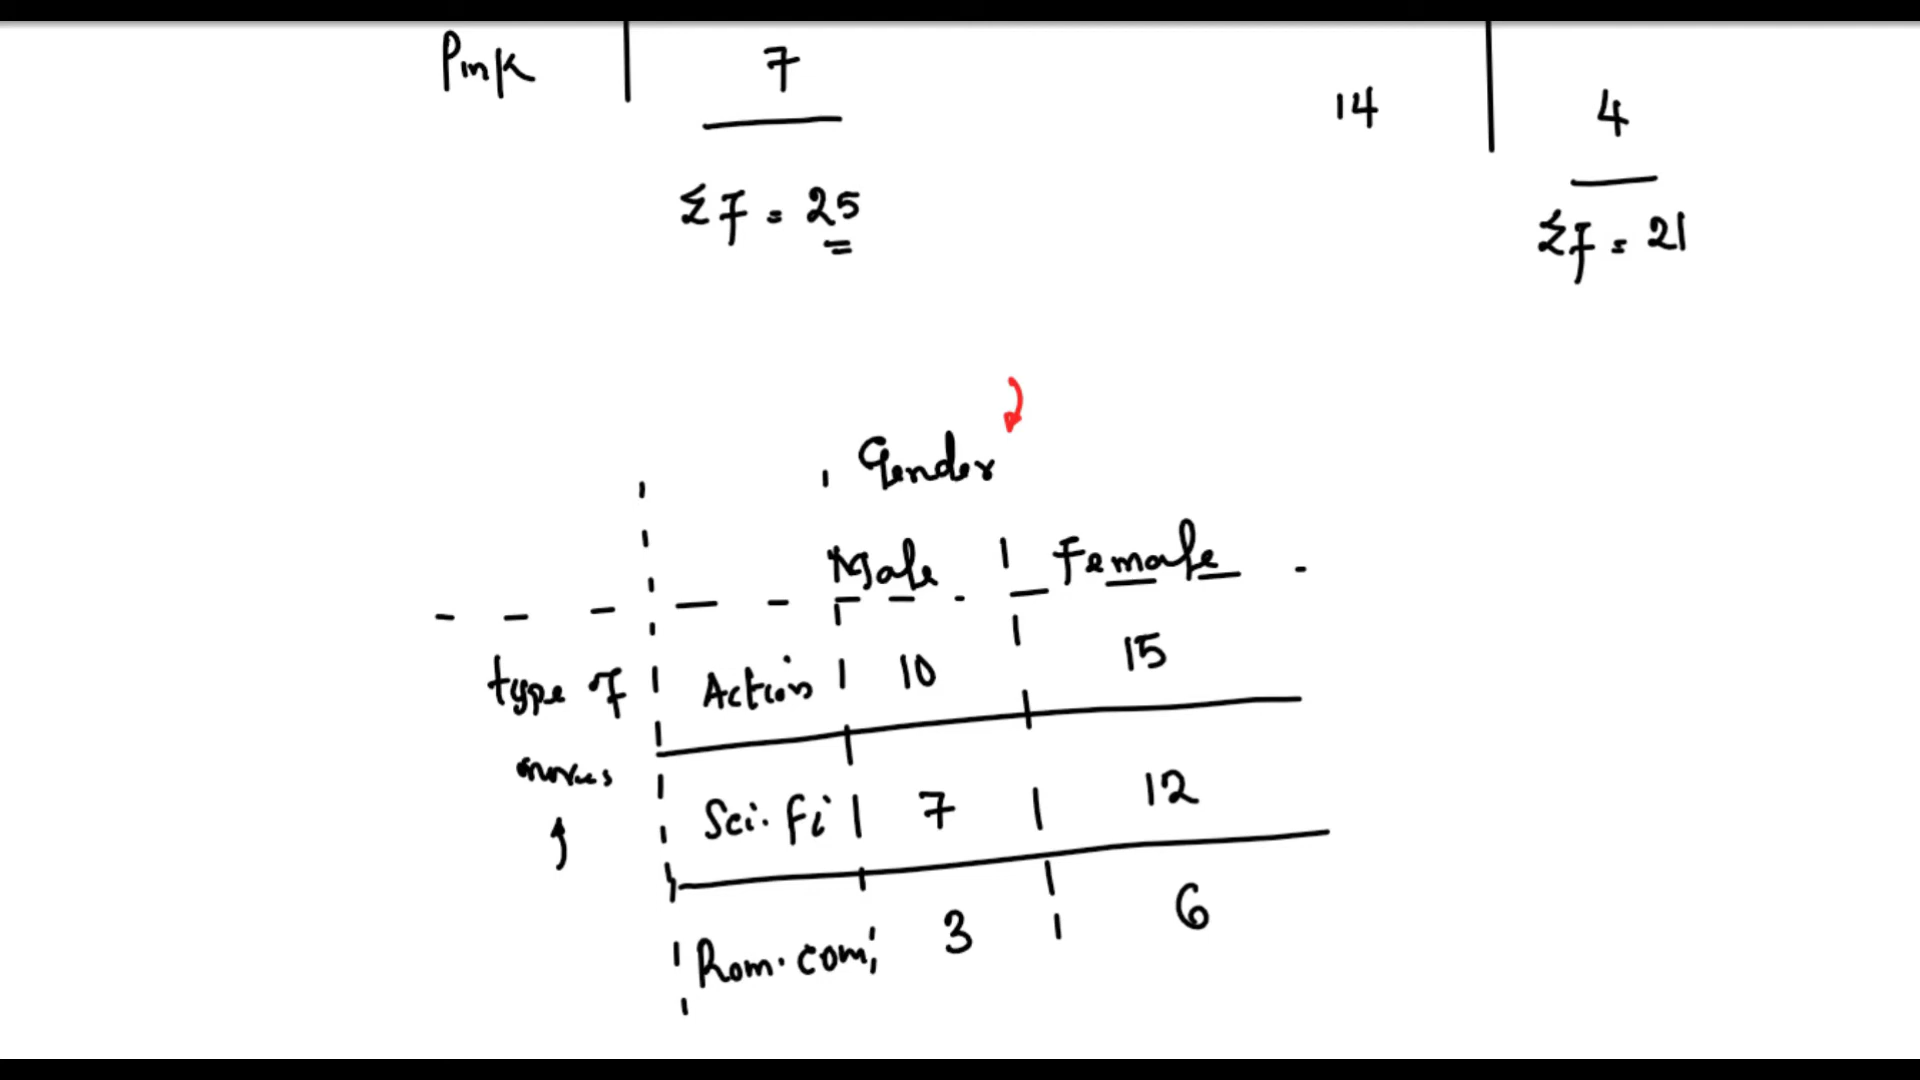 Pink 7
14 4
Σf = 25
Σf = 21
Gender
Male Female
type of Action 10 15
movies
Sci. Fi 7 12
Rom. com 3 6